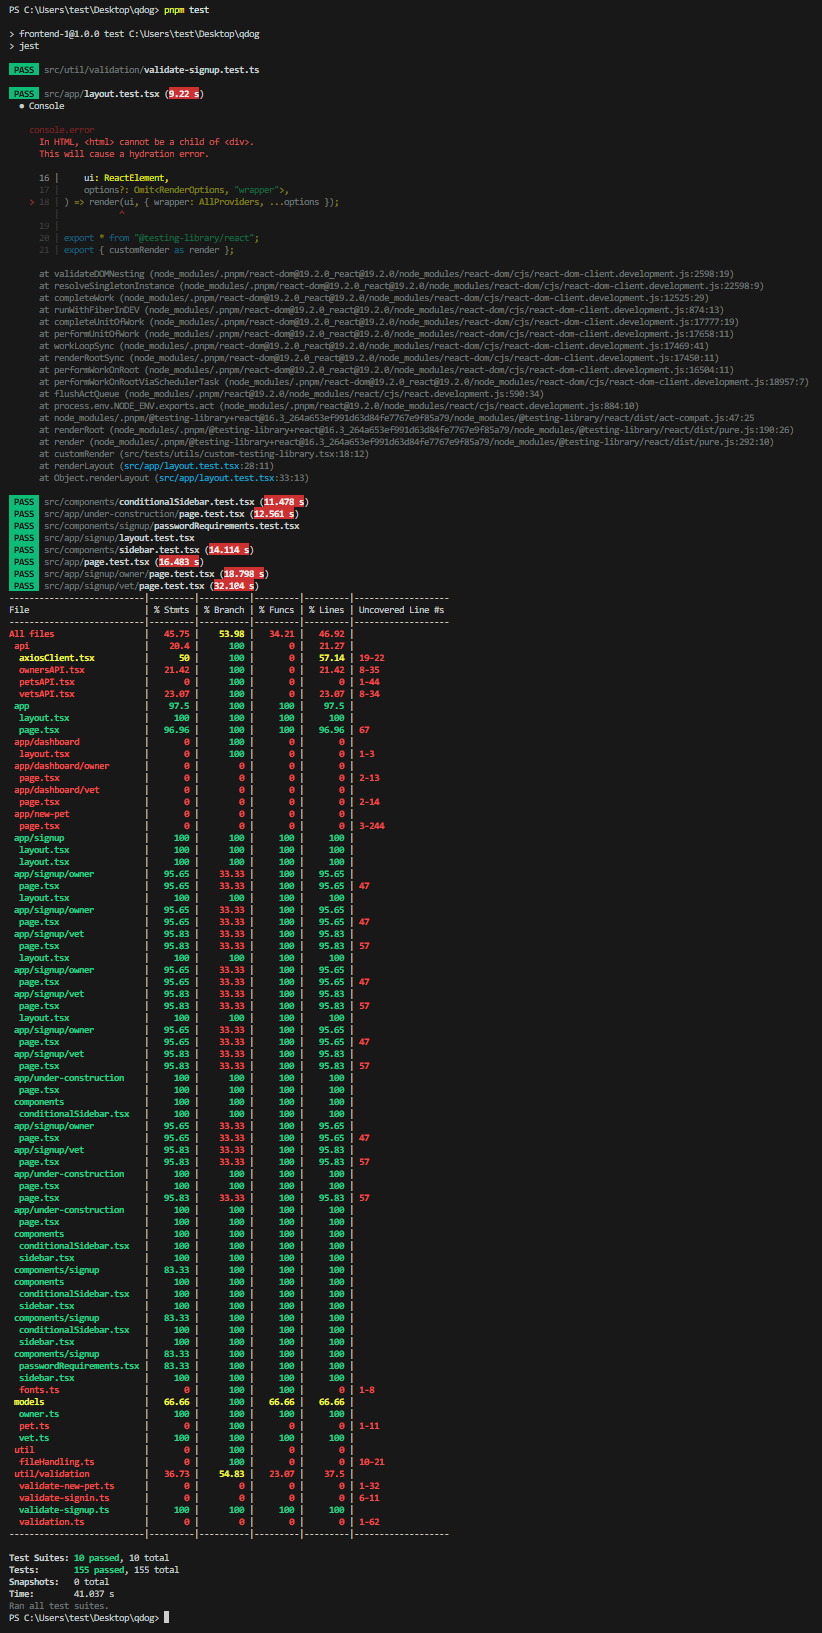 PS C:\Users\test\Desktop\qdog> pnpm test
> frontend-1@1.0.0 test C:\Users\test\Desktop\qdog
> jest
PASS src/util/validation/validate-signup.test.ts
PASS src/app/layout.test.tsx (9.22 s)
● Console
console.error
In HTML, <html> cannot be a child of <div>.
This will cause a hydration error.
16 | ui: ReactElement,
17 | options?: Omit<RenderOptions, "wrapper">,
> 18 | ) => render(ui, { wrapper: AllProviders, ...options });
| ^
19 |
20 | export * from "@testing-library/react";
21 | export { customRender as render };
at validateDOMNesting (node_modules/.pnpm/react-dom@19.2.0_react@19.2.0/node_modules/react-dom/cjs/react-dom-client.development.js:2598:19)
at resolveSingletonInstance (node_modules/.pnpm/react-dom@19.2.0_react@19.2.0/node_modules/react-dom/cjs/react-dom-client.development.js:22598:9)
at completeWork (node_modules/.pnpm/react-dom@19.2.0_react@19.2.0/node_modules/react-dom/cjs/react-dom-client.development.js:12525:29)
at runWithFiberInDEV (node_modules/.pnpm/react-dom@19.2.0_react@19.2.0/node_modules/react-dom/cjs/react-dom-client.development.js:874:13)
at completeUnitOfWork (node_modules/.pnpm/react-dom@19.2.0_react@19.2.0/node_modules/react-dom/cjs/react-dom-client.development.js:17777:19)
at performUnitOfWork (node_modules/.pnpm/react-dom@19.2.0_react@19.2.0/node_modules/react-dom/cjs/react-dom-client.development.js:17658:11)
at workLoopSync (node_modules/.pnpm/react-dom@19.2.0_react@19.2.0/node_modules/react-dom/cjs/react-dom-client.development.js:17469:41)
at renderRootSync (node_modules/.pnpm/react-dom@19.2.0_react@19.2.0/node_modules/react-dom/cjs/react-dom-client.development.js:17450:11)
at performWorkOnRoot (node_modules/.pnpm/react-dom@19.2.0_react@19.2.0/node_modules/react-dom/cjs/react-dom-client.development.js:16504:11)
at performWorkOnRootViaSchedulerTask (node_modules/.pnpm/react-dom@19.2.0_react@19.2.0/node_modules/react-dom/cjs/react-dom-client.development.js:18957:7)
at flushActQueue (node_modules/.pnpm/react@19.2.0/node_modules/react/cjs/react.development.js:590:34)
at process.env.NODE_ENV.exports.act (node_modules/.pnpm/react@19.2.0/node_modules/react/cjs/react.development.js:884:10)
at node_modules/.pnpm/@testing-library+react@16.3_264a653ef991d63d84fe7767e9f85a79/node_modules/@testing-library/react/dist/act-compat.js:47:25
at renderRoot (node_modules/.pnpm/@testing-library+react@16.3_264a653ef991d63d84fe7767e9f85a79/node_modules/@testing-library/react/dist/pure.js:190:26)
at render (node_modules/.pnpm/@testing-library+react@16.3_264a653ef991d63d84fe7767e9f85a79/node_modules/@testing-library/react/dist/pure.js:292:10)
at customRender (src/tests/utils/custom-testing-library.tsx:18:12)
at renderLayout (src/app/layout.test.tsx:28:11)
at Object.renderLayout (src/app/layout.test.tsx:33:13)
PASS src/components/conditionalSidebar.test.tsx (11.478 s)
PASS src/app/under-construction/page.test.tsx (12.561 s)
PASS src/components/signup/passwordRequirements.test.tsx
PASS src/app/signup/layout.test.tsx
PASS src/components/sidebar.test.tsx (14.114 s)
PASS src/app/page.test.tsx (16.483 s)
PASS src/app/signup/owner/page.test.tsx (18.798 s)
PASS src/app/signup/vet/page.test.tsx (32.104 s)
---------------------------|---------|----------|---------|---------|-------------------
File | % Stmts | % Branch | % Funcs | % Lines | Uncovered Line #s
---------------------------|---------|----------|---------|---------|-------------------
All files | 45.75 | 53.98 | 34.21 | 46.92 |
api | 20.4 | 100 | 0 | 21.27 |
axiosClient.tsx | 50 | 100 | 0 | 57.14 | 19-22
ownersAPI.tsx | 21.42 | 100 | 0 | 21.42 | 8-35
petsAPI.tsx | 0 | 100 | 0 | 0 | 1-44
vetsAPI.tsx | 23.07 | 100 | 0 | 23.07 | 8-34
app | 97.5 | 100 | 100 | 97.5 |
layout.tsx | 100 | 100 | 100 | 100 |
page.tsx | 96.96 | 100 | 100 | 96.96 | 67
app/dashboard | 0 | 100 | 0 | 0 |
layout.tsx | 0 | 100 | 0 | 0 | 1-3
app/dashboard/owner | 0 | 0 | 0 | 0 |
page.tsx | 0 | 0 | 0 | 0 | 2-13
app/dashboard/vet | 0 | 0 | 0 | 0 |
page.tsx | 0 | 0 | 0 | 0 | 2-14
app/new-pet | 0 | 0 | 0 | 0 |
page.tsx | 0 | 0 | 0 | 0 | 3-244
app/signup | 100 | 100 | 100 | 100 |
layout.tsx | 100 | 100 | 100 | 100 |
layout.tsx | 100 | 100 | 100 | 100 |
app/signup/owner | 95.65 | 33.33 | 100 | 95.65 |
page.tsx | 95.65 | 33.33 | 100 | 95.65 | 47
layout.tsx | 100 | 100 | 100 | 100 |
app/signup/owner | 95.65 | 33.33 | 100 | 95.65 |
page.tsx | 95.65 | 33.33 | 100 | 95.65 | 47
app/signup/vet | 95.83 | 33.33 | 100 | 95.83 |
page.tsx | 95.83 | 33.33 | 100 | 95.83 | 57
layout.tsx | 100 | 100 | 100 | 100 |
app/signup/owner | 95.65 | 33.33 | 100 | 95.65 |
page.tsx | 95.65 | 33.33 | 100 | 95.65 | 47
app/signup/vet | 95.83 | 33.33 | 100 | 95.83 |
page.tsx | 95.83 | 33.33 | 100 | 95.83 | 57
layout.tsx | 100 | 100 | 100 | 100 |
app/signup/owner | 95.65 | 33.33 | 100 | 95.65 |
page.tsx | 95.65 | 33.33 | 100 | 95.65 | 47
app/signup/vet | 95.83 | 33.33 | 100 | 95.83 |
page.tsx | 95.83 | 33.33 | 100 | 95.83 | 57
app/under-construction | 100 | 100 | 100 | 100 |
page.tsx | 100 | 100 | 100 | 100 |
components | 100 | 100 | 100 | 100 |
conditionalSidebar.tsx | 100 | 100 | 100 | 100 |
app/signup/owner | 95.65 | 33.33 | 100 | 95.65 |
page.tsx | 95.65 | 33.33 | 100 | 95.65 | 47
app/signup/vet | 95.83 | 33.33 | 100 | 95.83 |
page.tsx | 95.83 | 33.33 | 100 | 95.83 | 57
app/under-construction | 100 | 100 | 100 | 100 |
page.tsx | 100 | 100 | 100 | 100 |
page.tsx | 95.83 | 33.33 | 100 | 95.83 | 57
app/under-construction | 100 | 100 | 100 | 100 |
page.tsx | 100 | 100 | 100 | 100 |
components | 100 | 100 | 100 | 100 |
conditionalSidebar.tsx | 100 | 100 | 100 | 100 |
sidebar.tsx | 100 | 100 | 100 | 100 |
components/signup | 83.33 | 100 | 100 | 100 |
components | 100 | 100 | 100 | 100 |
conditionalSidebar.tsx | 100 | 100 | 100 | 100 |
sidebar.tsx | 100 | 100 | 100 | 100 |
components/signup | 83.33 | 100 | 100 | 100 |
conditionalSidebar.tsx | 100 | 100 | 100 | 100 |
sidebar.tsx | 100 | 100 | 100 | 100 |
components/signup | 83.33 | 100 | 100 | 100 |
passwordRequirements.tsx | 83.33 | 100 | 100 | 100 |
sidebar.tsx | 100 | 100 | 100 | 100 |
fonts.ts | 0 | 100 | 100 | 0 | 1-8
models | 66.66 | 100 | 66.66 | 66.66 |
owner.ts | 100 | 100 | 100 | 100 |
pet.ts | 0 | 100 | 0 | 0 | 1-11
vet.ts | 100 | 100 | 100 | 100 |
util | 0 | 100 | 0 | 0 |
fileHandling.ts | 0 | 100 | 0 | 0 | 10-21
util/validation | 36.73 | 54.83 | 23.07 | 37.5 |
validate-new-pet.ts | 0 | 0 | 0 | 0 | 1-32
validate-signin.ts | 0 | 0 | 0 | 0 | 6-11
validate-signup.ts | 100 | 100 | 100 | 100 |
validation.ts | 0 | 0 | 0 | 0 | 1-62
---------------------------|---------|----------|---------|---------|-------------------
Test Suites: 10 passed, 10 total
Tests: 155 passed, 155 total
Snapshots: 0 total
Time: 41.037 s
Ran all test suites.
PS C:\Users\test\Desktop\qdog>